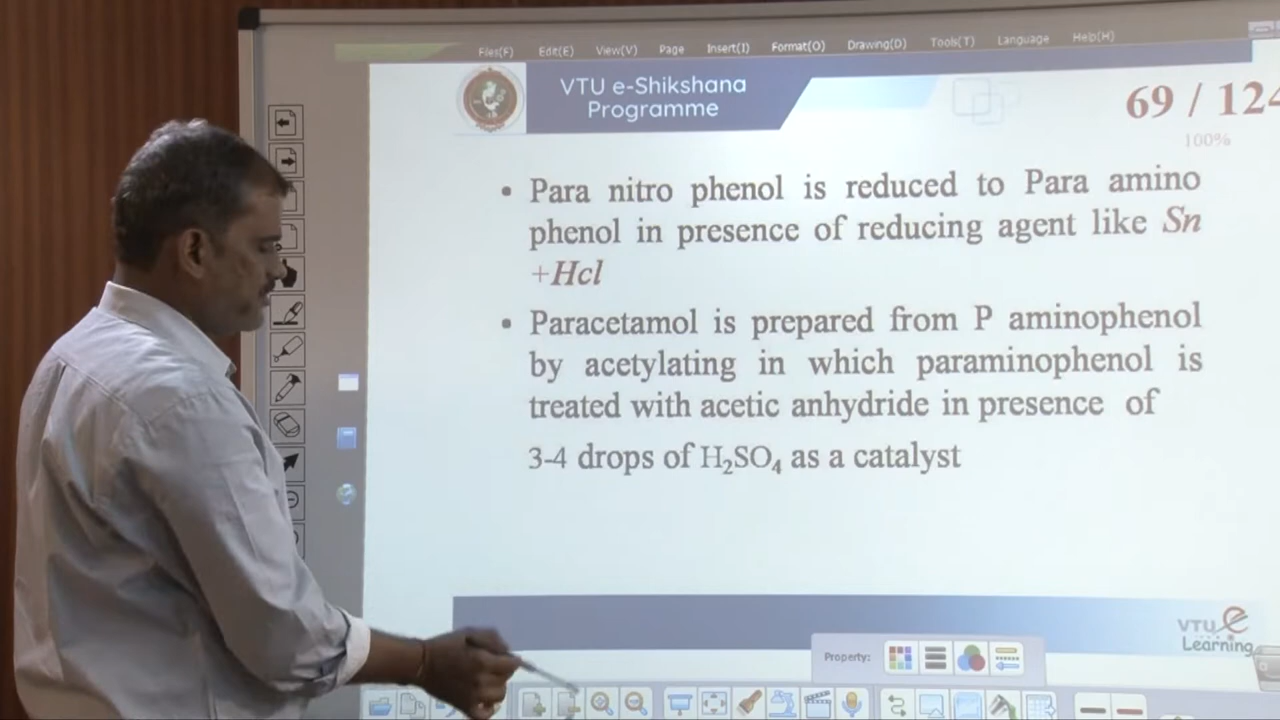 Files(F) Edit(E) View(V) Page Insert(I) Format(O) Drawing(D) Tools(T) Language Help(H)
VTU e-Shikshana
Programme
69 / 124
100%
• Para nitro phenol is reduced to Para amino
phenol in presence of reducing agent like Sn
+Hcl
• Paracetamol is prepared from P aminophenol
by acetylating in which paraminophenol is
treated with acetic anhydride in presence of
3-4 drops of H₂SO₄ as a catalyst
VTU e
Learning
Property: